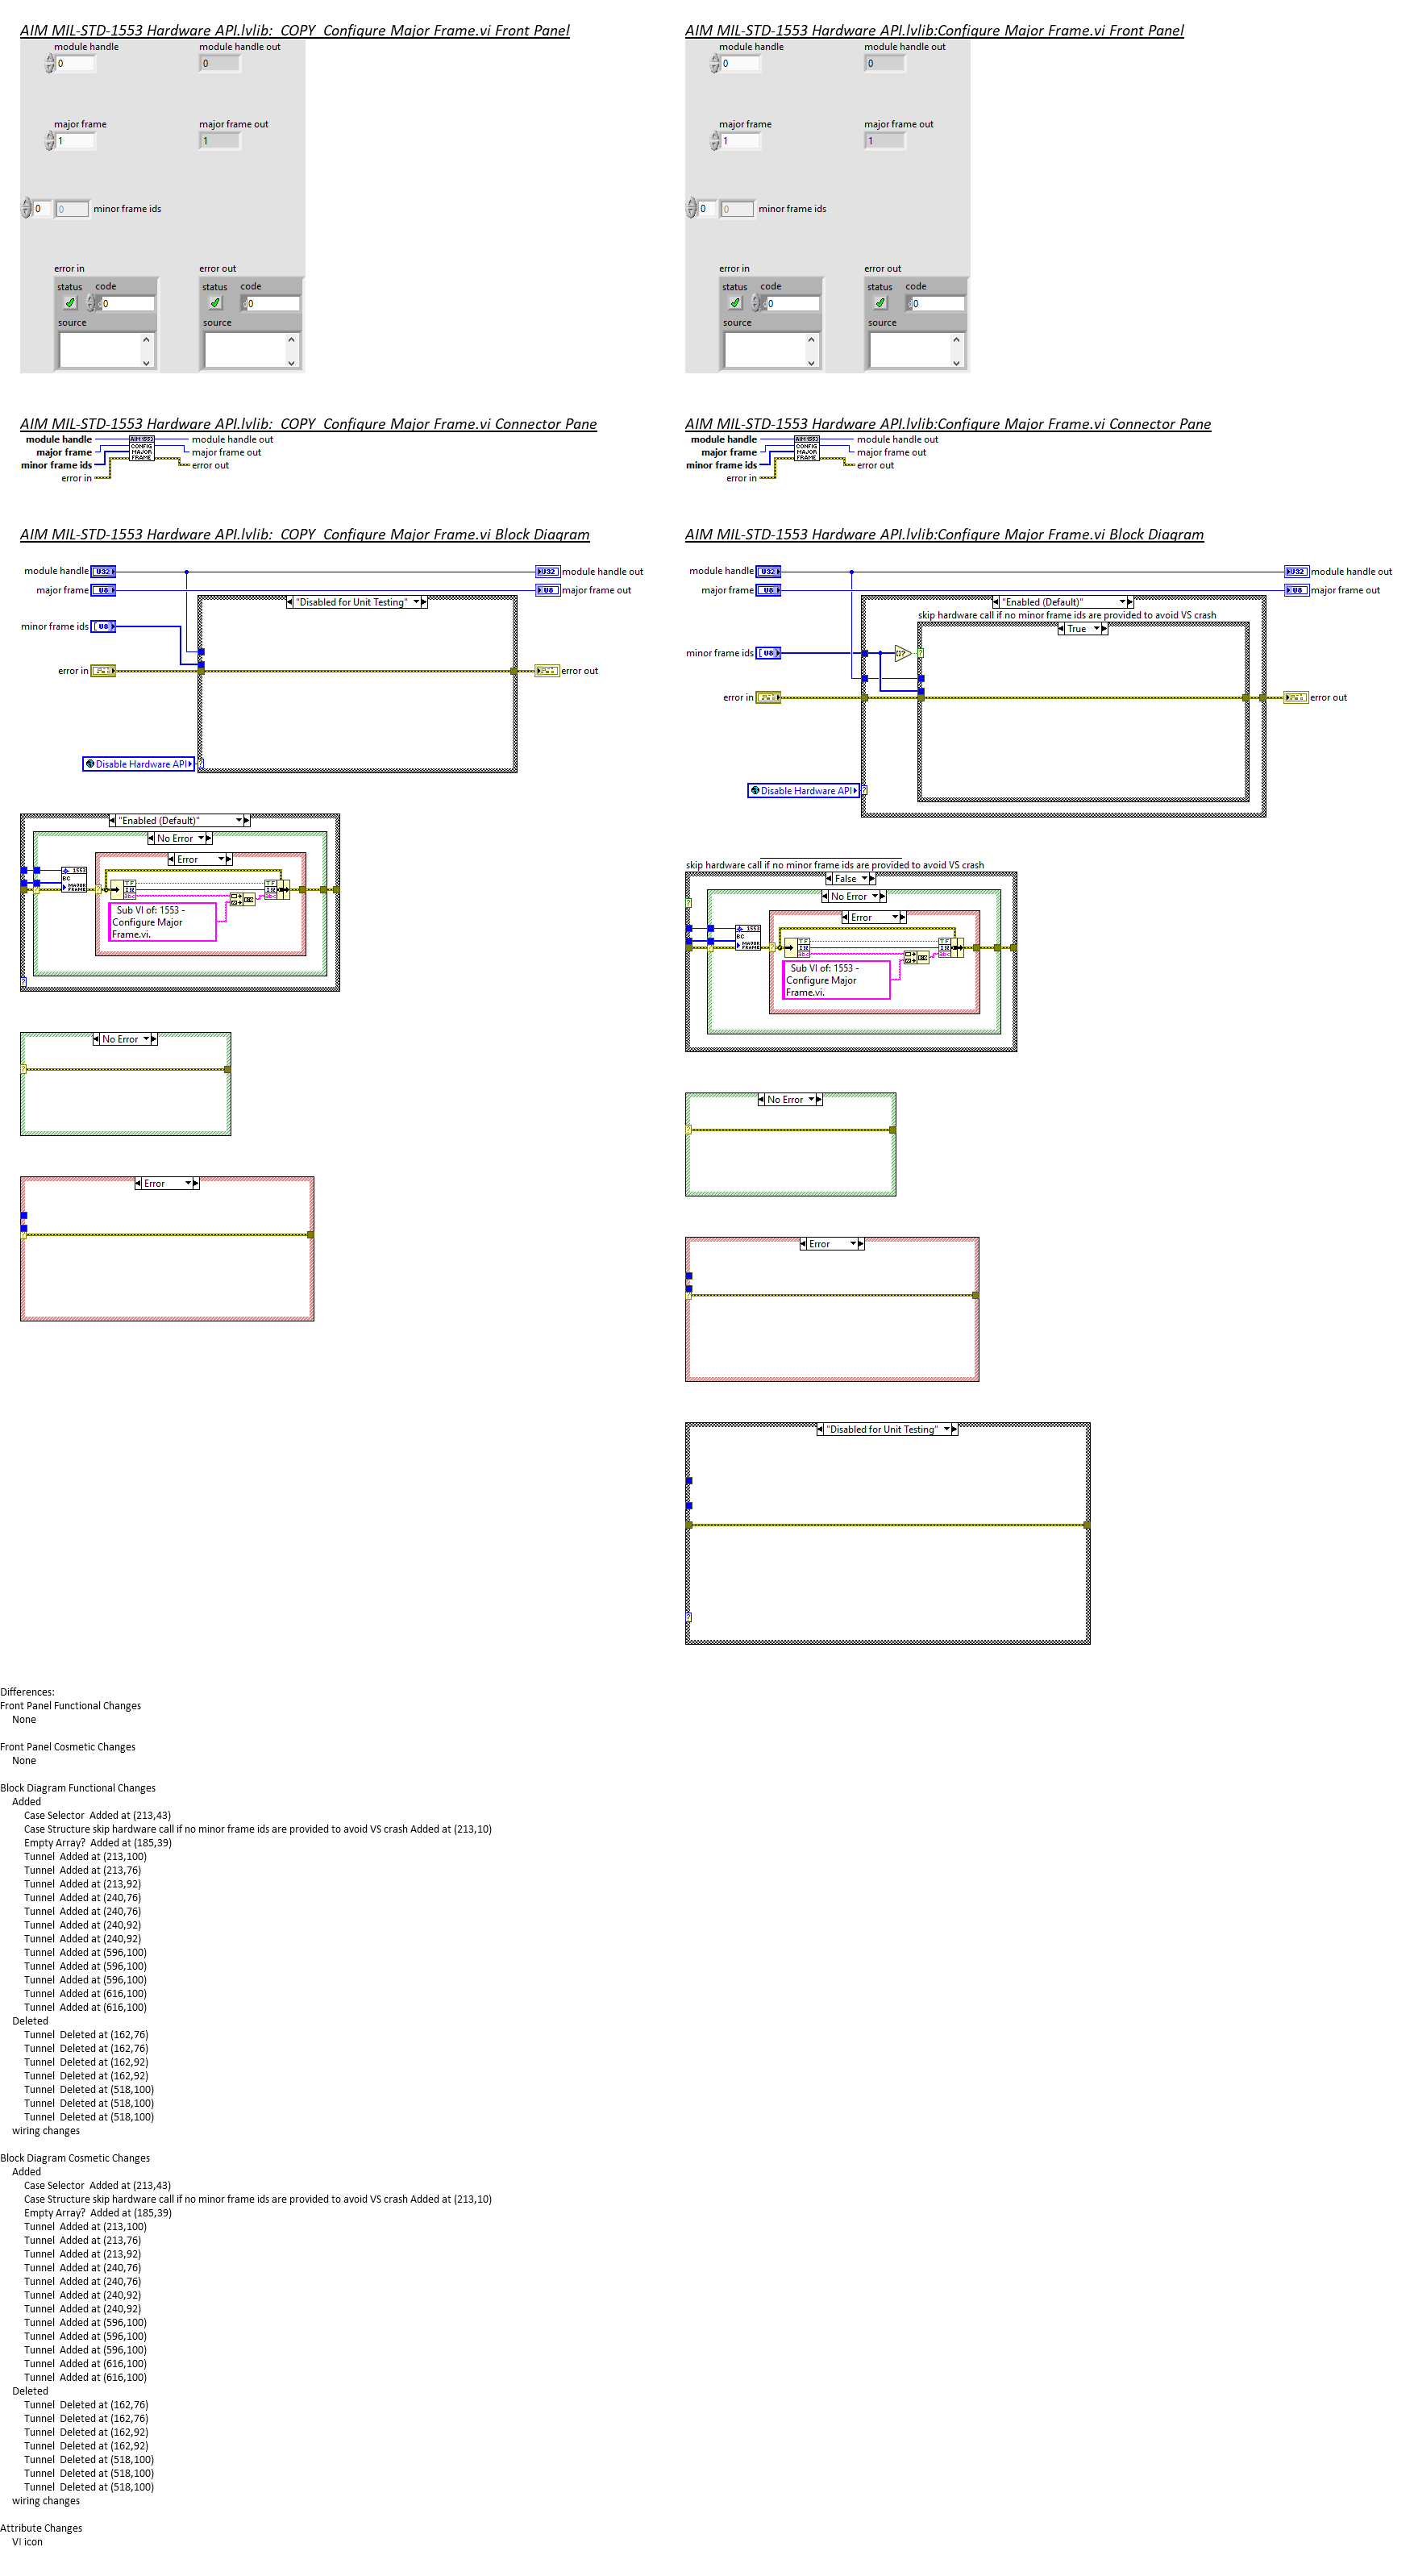 AIM MIL-STD-1553 Hardware API.lvlib:_COPY_Configure Major Frame.vi Front Panel
module handle
module handle out
0
0
major frame
major frame out
1
1
0
0
minor frame ids
error in
error out
status
code
status
code
0
0
source
source
AIM MIL-STD-1553 Hardware API.lvlib:Configure Major Frame.vi Front Panel
module handle
module handle out
0
0
major frame
major frame out
1
1
0
0
minor frame ids
error in
error out
status
code
status
code
0
0
source
source
AIM MIL-STD-1553 Hardware API.lvlib:_COPY_Configure Major Frame.vi Connector Pane
module handle
major frame
minor frame ids
error in
AIM1553
CONFIG
MAJOR
FRAME
module handle out
major frame out
error out
AIM MIL-STD-1553 Hardware API.lvlib:Configure Major Frame.vi Connector Pane
module handle
major frame
minor frame ids
error in
AIM1553
CONFIG
MAJOR
FRAME
module handle out
major frame out
error out
AIM MIL-STD-1553 Hardware API.lvlib:_COPY_Configure Major Frame.vi Block Diagram
module handle
U32
U32
module handle out
major frame
U8
U8
major frame out
"Disabled for Unit Testing"
minor frame ids
U8
error in
error out
Disable Hardware API
?
"Enabled (Default)"
No Error
Error
1553
BC
MAJOR
FRAME
?
?
TF
TF
abc
abc
Sub VI of: 1553 -
Configure Major
Frame.vi.
?
No Error
?
Error
?
AIM MIL-STD-1553 Hardware API.lvlib:Configure Major Frame.vi Block Diagram
module handle
U32
U32
module handle out
major frame
U8
U8
major frame out
"Enabled (Default)"
skip hardware call if no minor frame ids are provided to avoid VS crash
True
minor frame ids
U8
?
?
error in
error out
Disable Hardware API
?
skip hardware call if no minor frame ids are provided to avoid VS crash
False
No Error
?
Error
1553
BC
MAJOR
FRAME
?
?
TF
TF
abc
abc
Sub VI of: 1553 -
Configure Major
Frame.vi.
No Error
?
Error
?
"Disabled for Unit Testing"
?
Differences:
Front Panel Functional Changes
None
Front Panel Cosmetic Changes
None
Block Diagram Functional Changes
Added
Case Selector  Added at (213,43)
Case Structure skip hardware call if no minor frame ids are provided to avoid VS crash Added at (213,10)
Empty Array?  Added at (185,39)
Tunnel  Added at (213,100)
Tunnel  Added at (213,76)
Tunnel  Added at (213,92)
Tunnel  Added at (240,76)
Tunnel  Added at (240,76)
Tunnel  Added at (240,92)
Tunnel  Added at (240,92)
Tunnel  Added at (596,100)
Tunnel  Added at (596,100)
Tunnel  Added at (596,100)
Tunnel  Added at (616,100)
Tunnel  Added at (616,100)
Deleted
Tunnel  Deleted at (162,76)
Tunnel  Deleted at (162,76)
Tunnel  Deleted at (162,92)
Tunnel  Deleted at (162,92)
Tunnel  Deleted at (518,100)
Tunnel  Deleted at (518,100)
Tunnel  Deleted at (518,100)
wiring changes
Block Diagram Cosmetic Changes
Added
Case Selector  Added at (213,43)
Case Structure skip hardware call if no minor frame ids are provided to avoid VS crash Added at (213,10)
Empty Array?  Added at (185,39)
Tunnel  Added at (213,100)
Tunnel  Added at (213,76)
Tunnel  Added at (213,92)
Tunnel  Added at (240,76)
Tunnel  Added at (240,76)
Tunnel  Added at (240,92)
Tunnel  Added at (240,92)
Tunnel  Added at (596,100)
Tunnel  Added at (596,100)
Tunnel  Added at (596,100)
Tunnel  Added at (616,100)
Tunnel  Added at (616,100)
Deleted
Tunnel  Deleted at (162,76)
Tunnel  Deleted at (162,76)
Tunnel  Deleted at (162,92)
Tunnel  Deleted at (162,92)
Tunnel  Deleted at (518,100)
Tunnel  Deleted at (518,100)
Tunnel  Deleted at (518,100)
wiring changes
Attribute Changes
VI icon